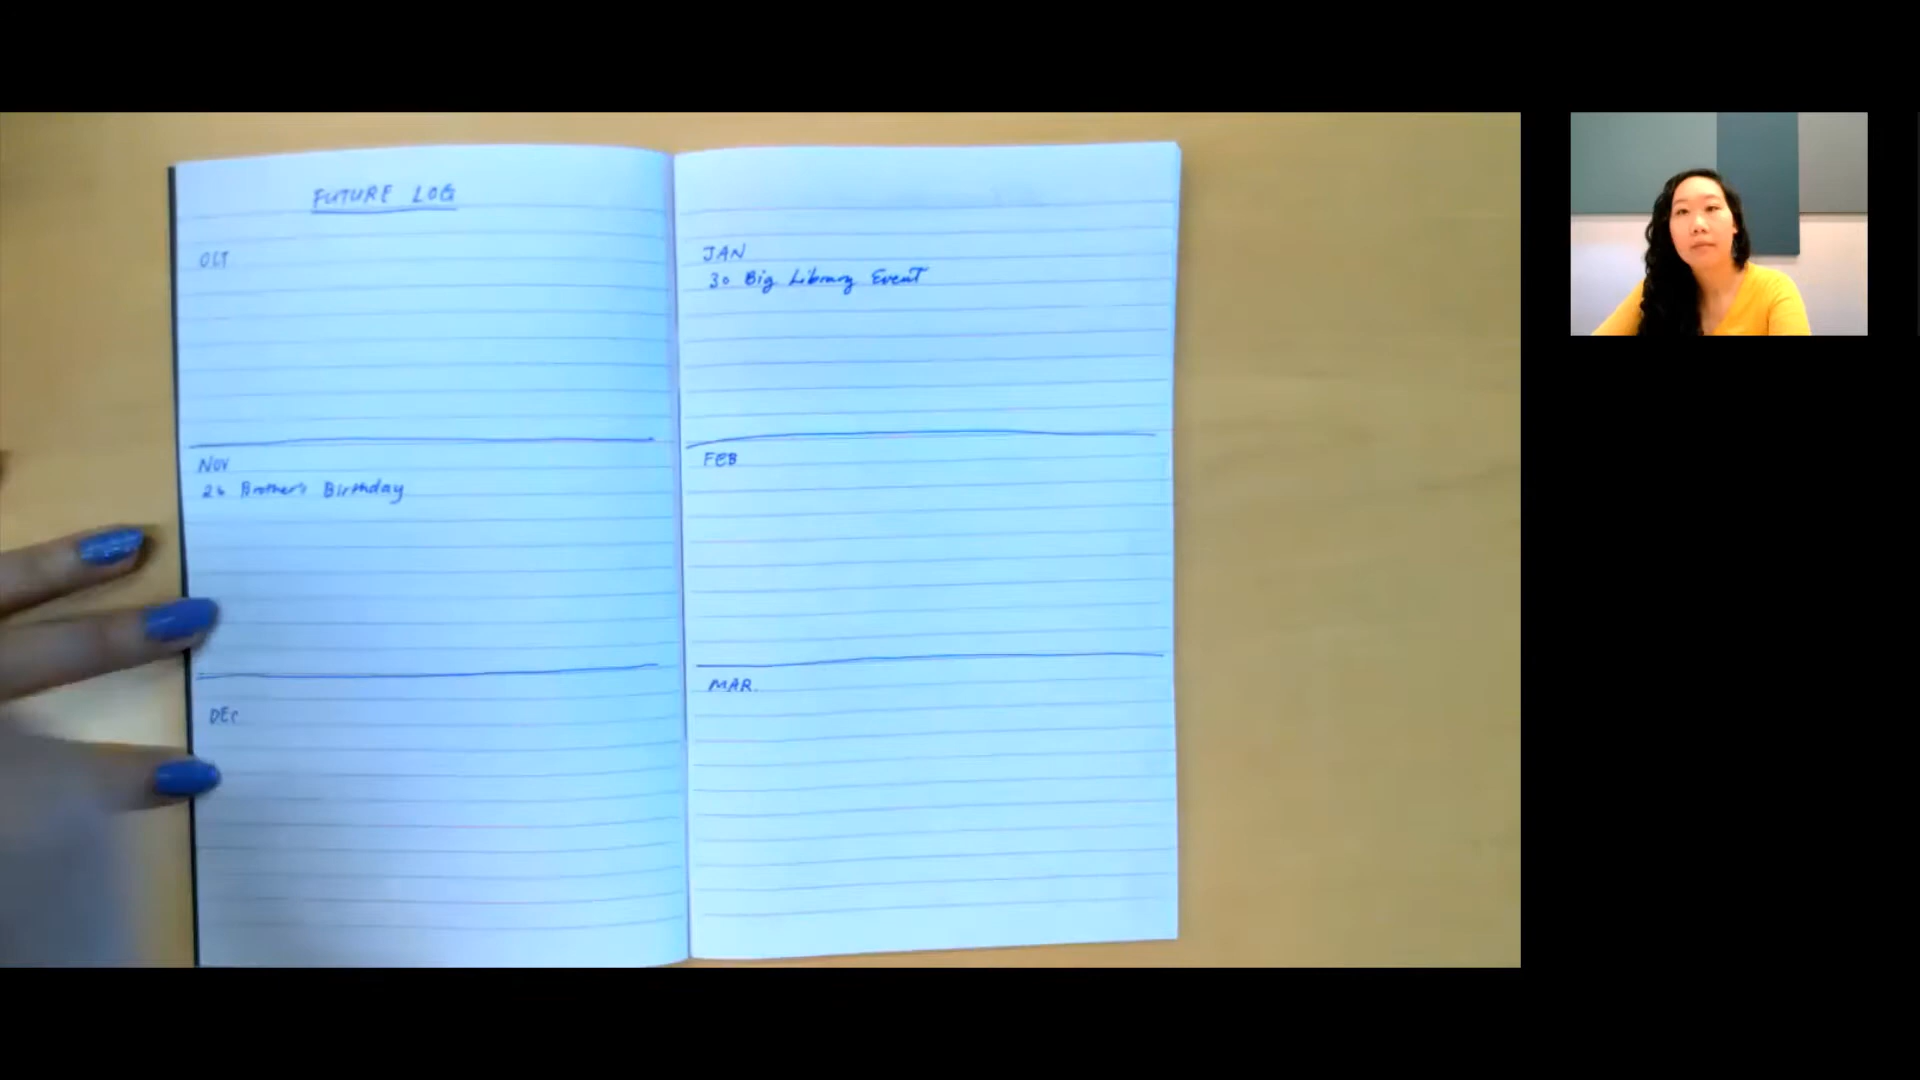 FUTURE LOG
OCT
NOV
26 Brother's Birthday
DEC
JAN
30 Big Library Event
FEB
MAR.